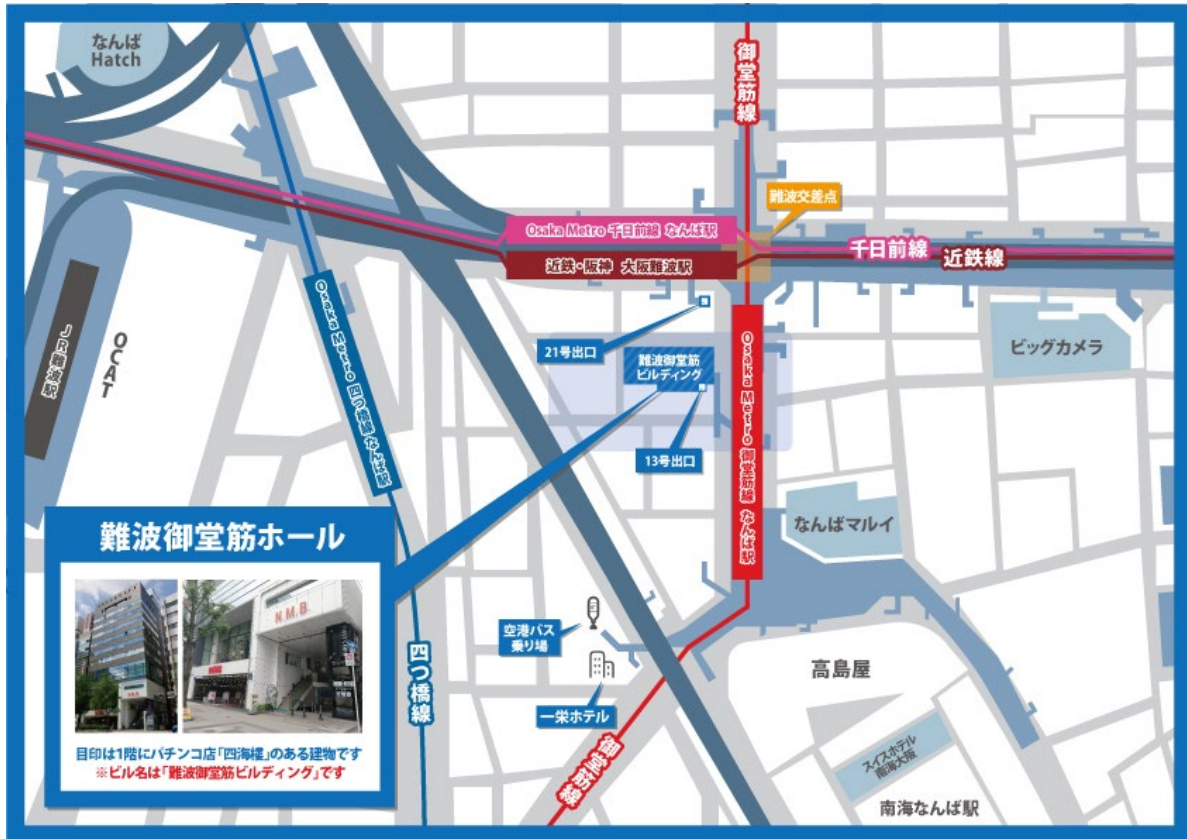 なんば
Hatch
御堂筋線
難波交差点
Osaka Metro 千日前線 なんば駅
近鉄・阪神 大阪難波駅
千日前線
近鉄線
21号出口
難波御堂筋
ビルディング
13号出口
Osaka Metro 御堂筋線 なんば駅
ビッグカメラ
JR難波駅
OCAT
Osaka Metro 四つ橋線 なんば駅
なんばマルイ
難波御堂筋ホール
N.M.B.
目印は1階にパチンコ店「四海樓」のある建物です
※ビル名は「難波御堂筋ビルディング」です
四つ橋線
空港バス
乗り場
一栄ホテル
御堂筋線
高島屋
スイスホテル
南海大阪
南海なんば駅